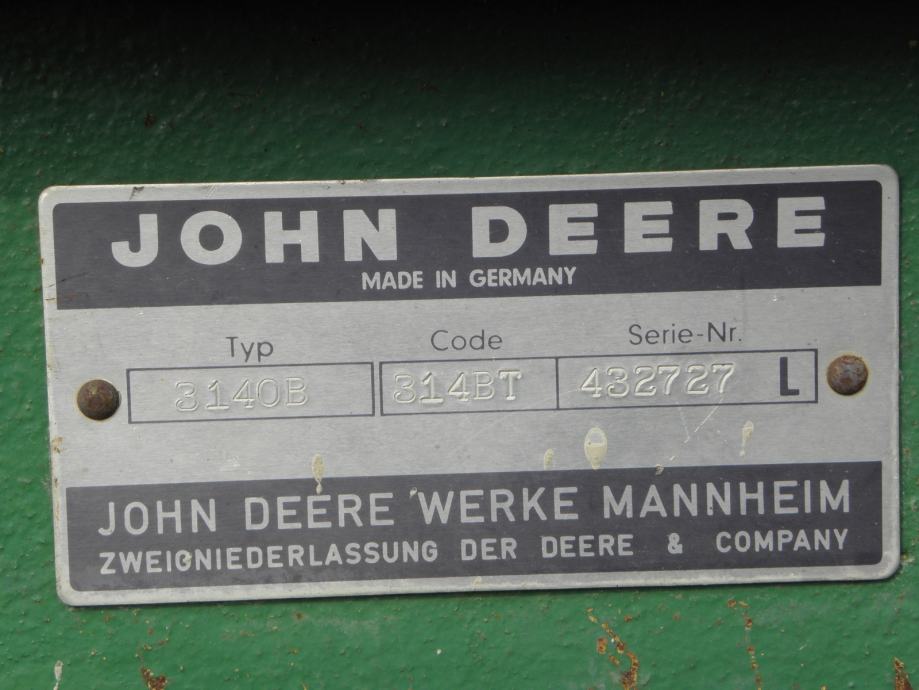 JOHN DEERE
MADE IN GERMANY
Typ Code Serie-Nr.
3140B 314BT 432727 L
JOHN DEERE WERKE MANNHEIM
ZWEIGNIEDERLASSUNG DER DEERE & COMPANY